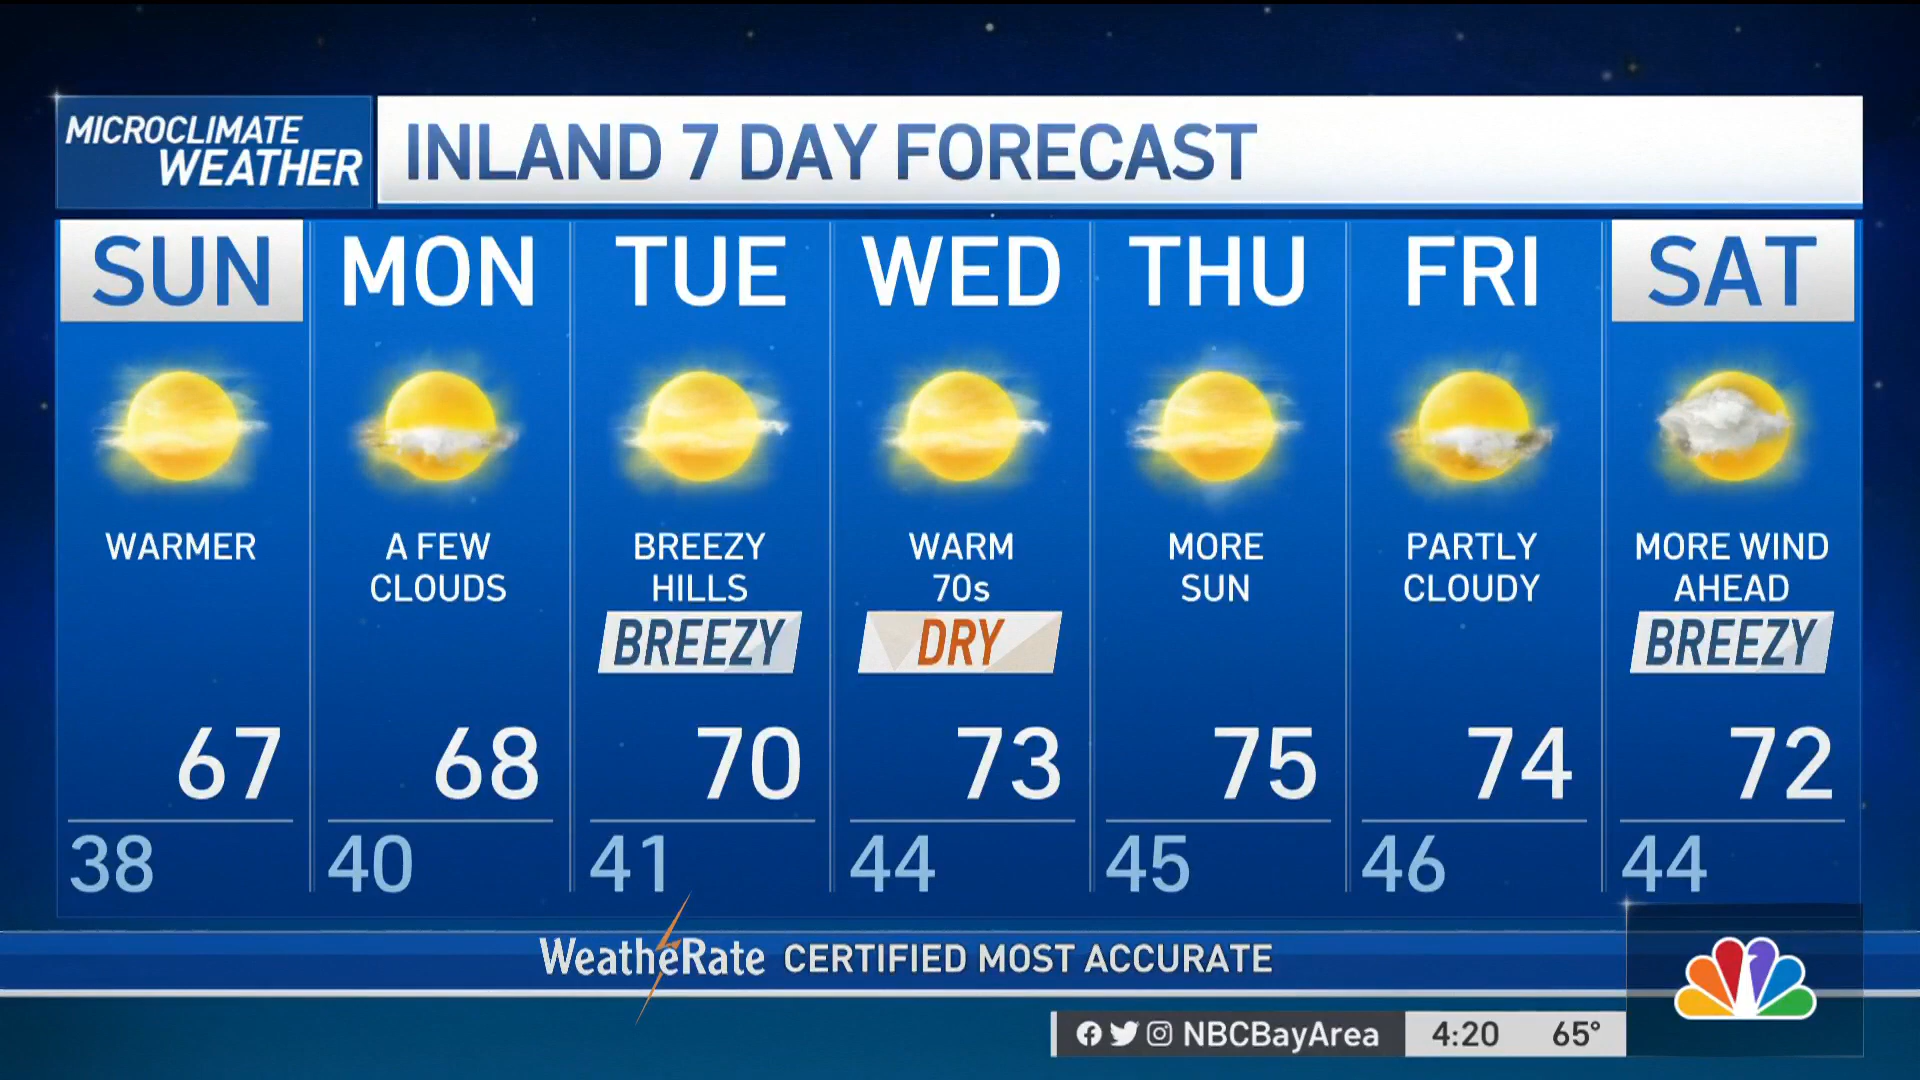 MICROCLIMATE
WEATHER
INLAND 7 DAY FORECAST
SUN MON TUE WED THU FRI SAT
WARMER
A FEW
CLOUDS
BREEZY
HILLS
BREEZY
WARM
70s
DRY
MORE
SUN
PARTLY
CLOUDY
MORE WIND
AHEAD
BREEZY
67 68 70 73 75 74 72
38 40 41 44 45 46 44
WeatheRate CERTIFIED MOST ACCURATE
NBCBayArea 4:20 65°